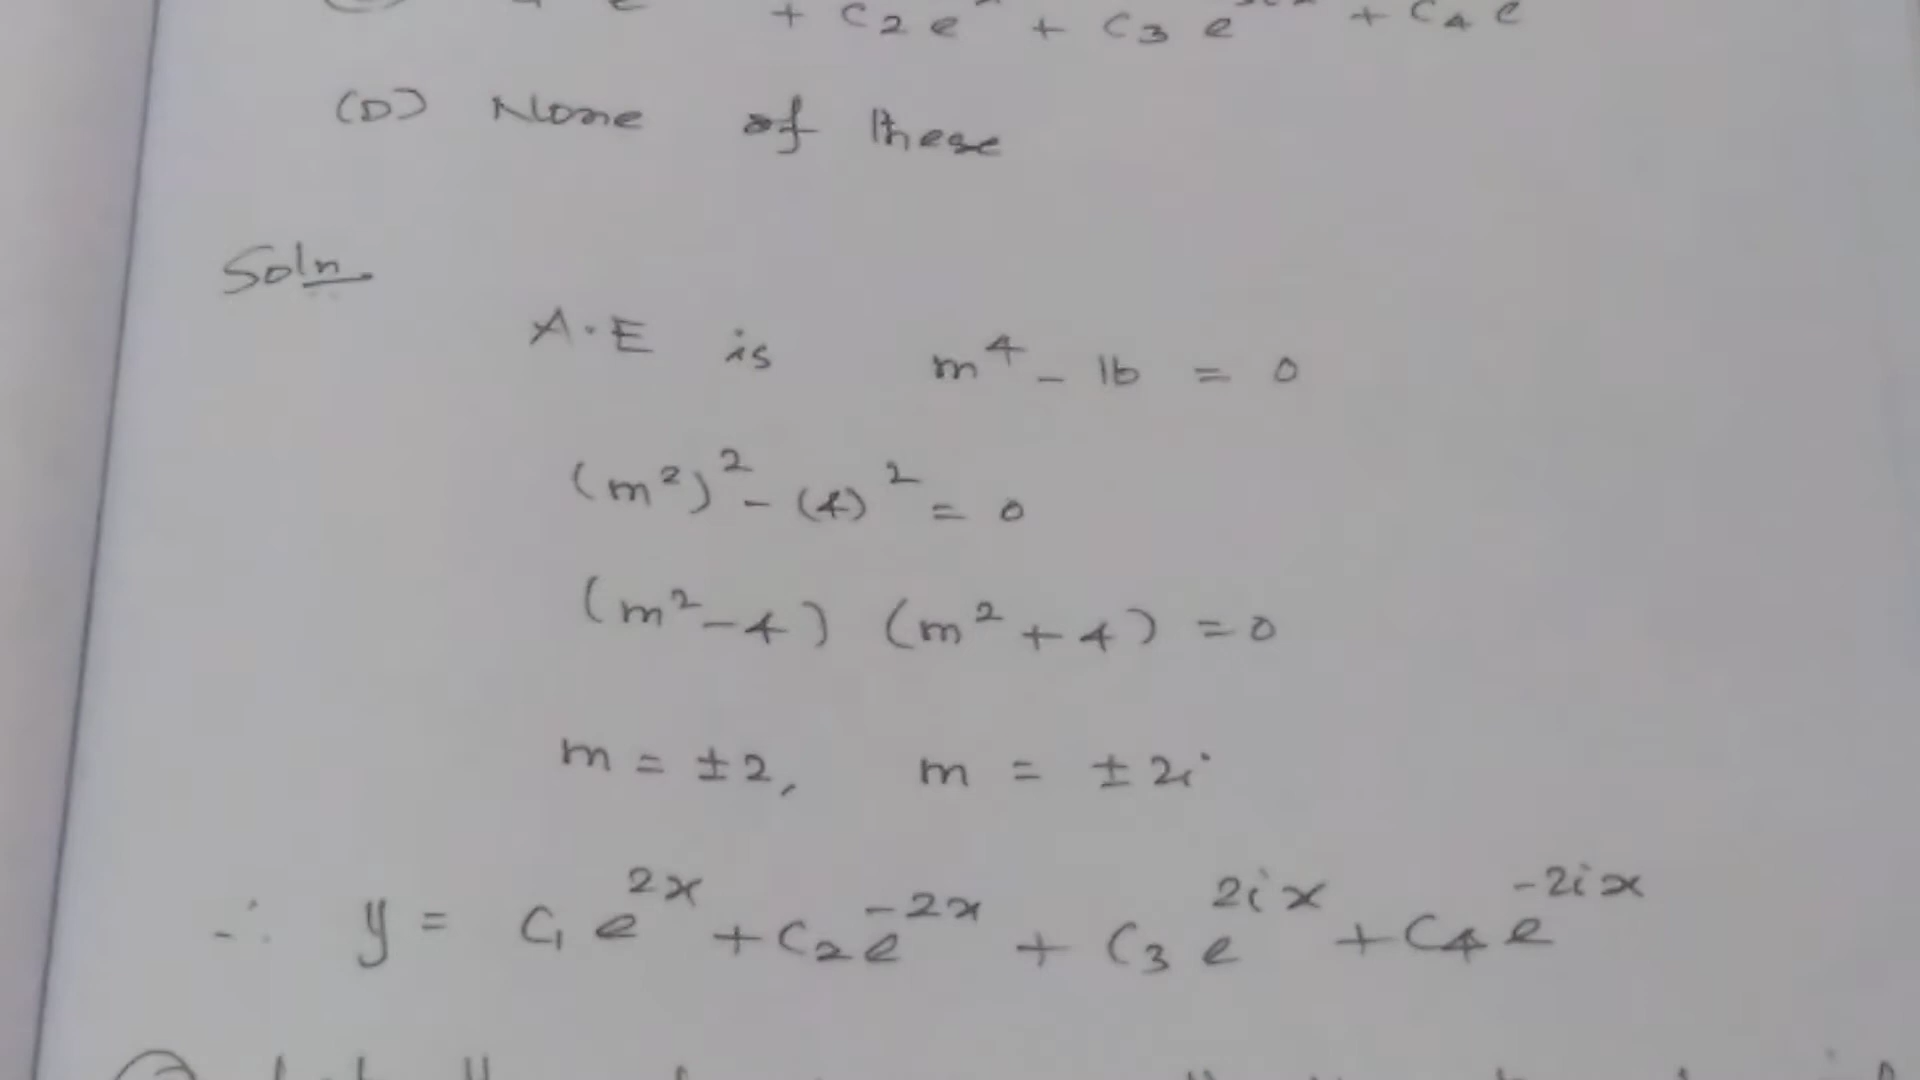 + C₂ e + C₃ e + C₄ e
(D) None of these
Soln.
A.E is m⁴ - 16 = 0
(m²)² - (4)² = 0
(m² - 4) (m² + 4) = 0
m = ±2, m = ±2i
∴ y = C₁ e^2x + C₂ e^-2x + C₃ e^2ix + C₄ e^-2ix